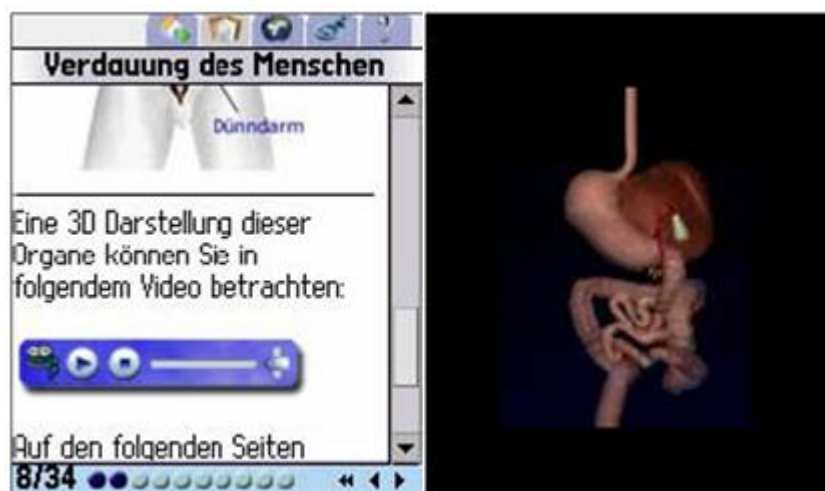 Verdauung des Menschen
Dünndarm
Eine 3D Darstellung dieser
Organe können Sie in
folgendem Video betrachten:
Auf den folgenden Seiten
8/34